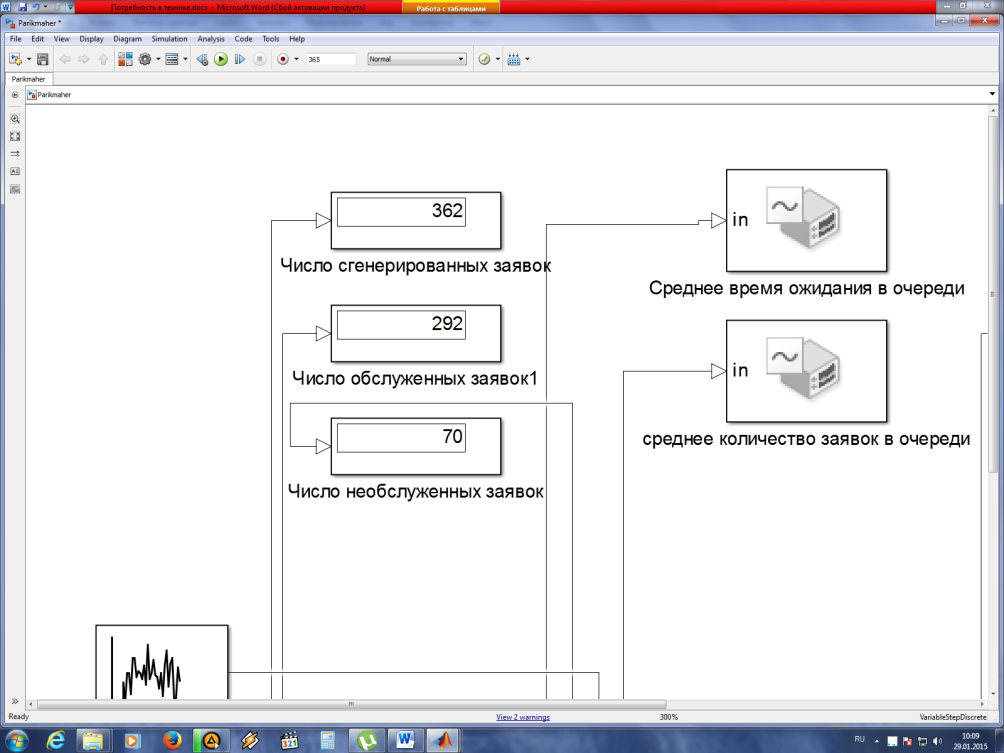 Потребность в технике.docx - Microsoft Word (Сбой активации продукта)
Работа с таблицами
Parikmaher *
File Edit View Display Diagram Simulation Analysis Code Tools Help
365
Normal
Parikmaher
Parikmaher
362
Число сгенерированных заявок
in
Среднее время ожидания в очереди
292
Число обслуженных заявок1
in
среднее количество заявок в очереди
70
Число необслуженных заявок
Ready
View 2 warnings
300%
VariableStepDiscrete
321
RU
10:09
29.01.2015